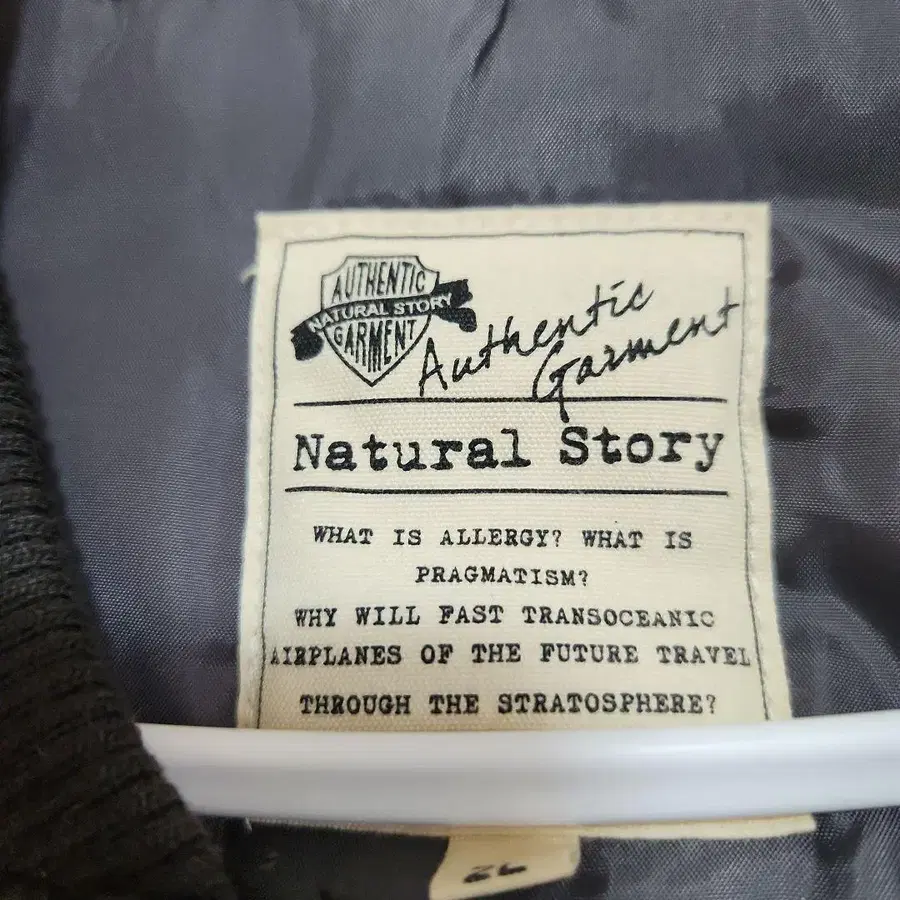 AUTHENTIC
NATURAL STORY
GARMENT
Authentic
Garment
Natural Story
WHAT IS ALLERGY? WHAT IS
PRAGMATISM?
WHY WILL FAST TRANSOCEANIC
AIRPLANES OF THE FUTURE TRAVEL
THROUGH THE STRATOSPHERE?